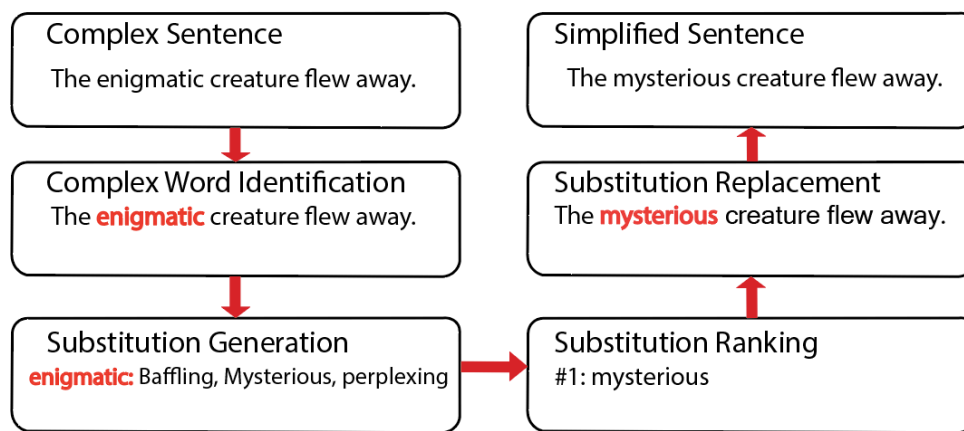 Complex Sentence
The enigmatic creature flew away.
Complex Word Identification
The enigmatic creature flew away.
Substitution Generation
enigmatic: Baffling, Mysterious, perplexing
Substitution Ranking
#1: mysterious
Substitution Replacement
The mysterious creature flew away.
Simplified Sentence
The mysterious creature flew away.